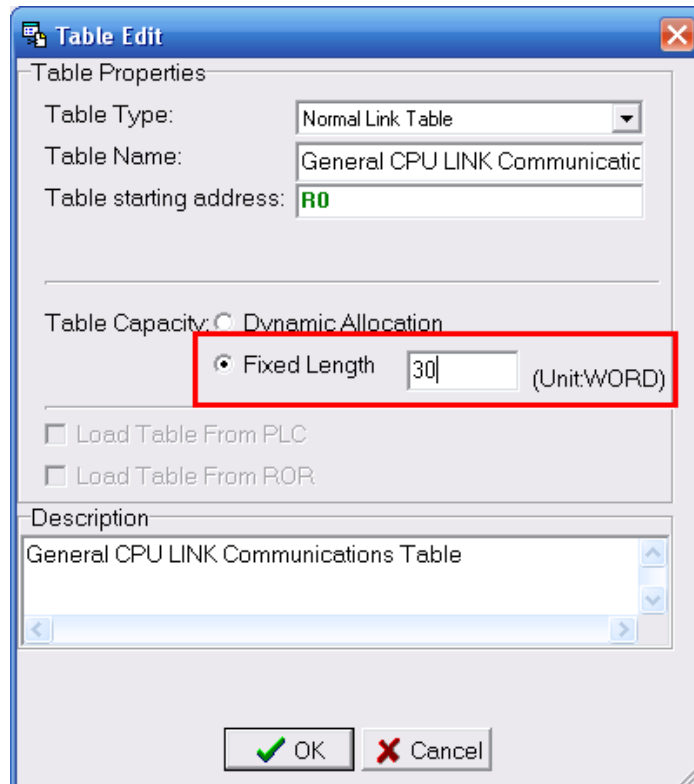 Table Edit
Table Properties
Table Type: Normal Link Table
Table Name: General CPU LINK Communicatic
Table starting address: R0
Table Capacity: Dynamic Allocation
Fixed Length 30 (Unit:WORD)
Load Table From PLC
Load Table From ROR
Description
General CPU LINK Communications Table
OK Cancel